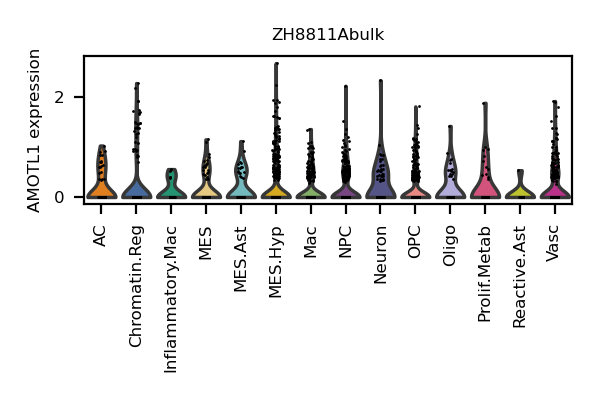 ZH8811Abulk
AMOTL1 expression
2
0
AC
Chromatin.Reg
Inflammatory.Mac
MES
MES.Ast
MES.Hyp
Mac
NPC
Neuron
OPC
Oligo
Prolif.Metab
Reactive.Ast
Vasc